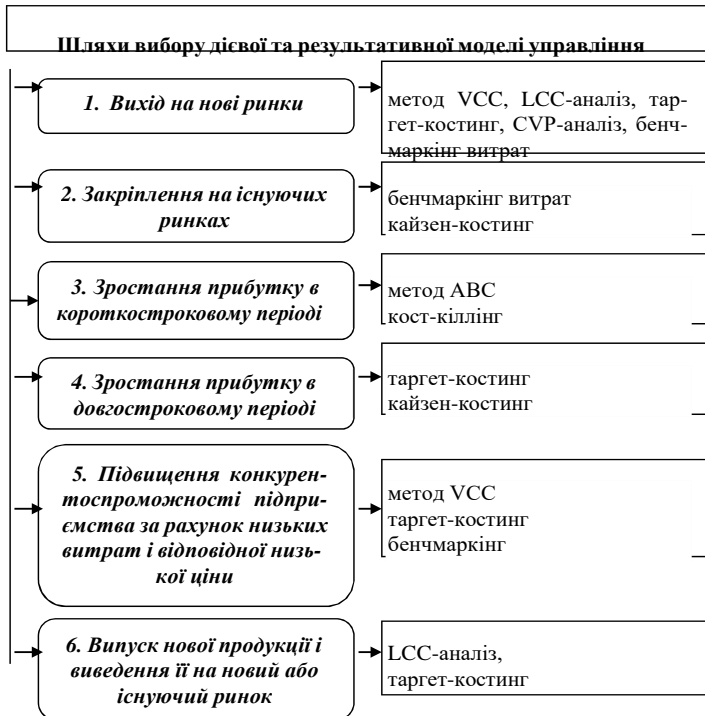 Шляхи вибору дієвої та результативної моделі управління
1. Вихід на нові ринки
метод VCC, LCC-аналіз, тар-
гет-костинг, CVP-аналіз, бенч-
маркінг витрат
2. Закріплення на існуючих
ринках
бенчмаркінг витрат
кайзен-костинг
3. Зростання прибутку в
короткостроковому періоді
метод АВС
кост-кіллінг
4. Зростання прибутку в
довгостроковому періоді
таргет-костинг
кайзен-костинг
5. Підвищення конкурен-
тоспроможності підпри-
ємства за рахунок низьких
витрат і відповідної низь-
кої ціни
метод VCC
таргет-костинг
бенчмаркінг
6. Випуск нової продукції і
виведення її на новий або
існуючий ринок
LCC-аналіз,
таргет-костинг